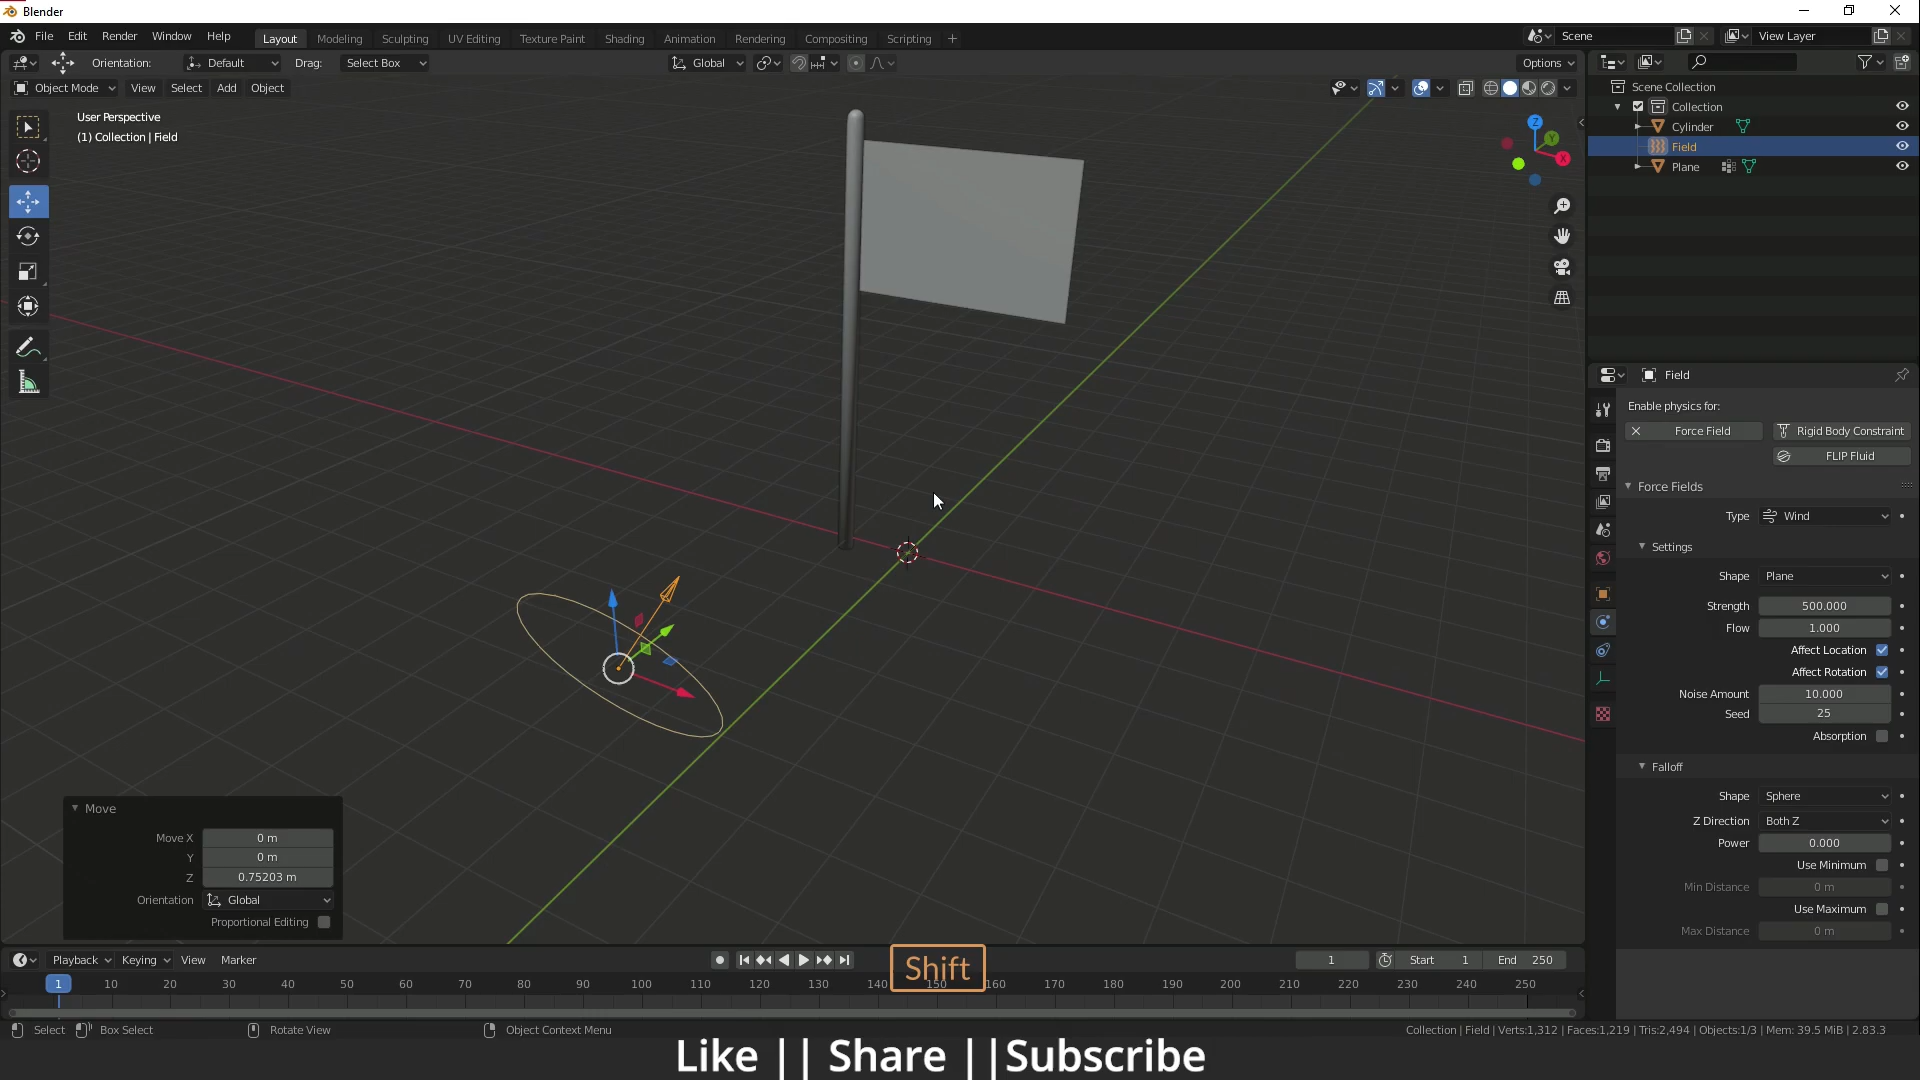 Blender
File Edit Render Window Help Layout Modeling Sculpting UV Editing Texture Paint Shading Animation Rendering Compositing Scripting + Scene View Layer
Orientation: Default Drag: Select Box Global Options
Object Mode View Select Add Object
User Perspective
(1) Collection | Field
Z
Y
X
Scene Collection
Collection
Cylinder
Field
Plane
Field
Enable physics for:
Force Field Rigid Body Constraint
FLIP Fluid
Force Fields
Type Wind
Settings
Shape Plane
Strength 500.000
Flow 1.000
Affect Location
Affect Rotation
Noise Amount 10.000
Seed 25
Absorption
Falloff
Shape Sphere
Z Direction Both Z
Power 0.000
Use Minimum
Min Distance 0 m
Use Maximum
Max Distance 0 m
Move
Move X 0 m
Y 0 m
Z 0.75203 m
Orientation Global
Proportional Editing
Playback Keying View Marker 1 Start 1 End 250
Shift
1 10 20 30 40 50 60 70 80 90 100 110 120 130 140 150 160 170 180 190 200 210 220 230 240 250
Select Box Select Rotate View Object Context Menu Collection | Field | Verts:1,312 | Faces:1,219 | Tris:2,494 | Objects:1/3 | Mem: 39.5 MiB | 2.83.3
Like || Share ||Subscribe